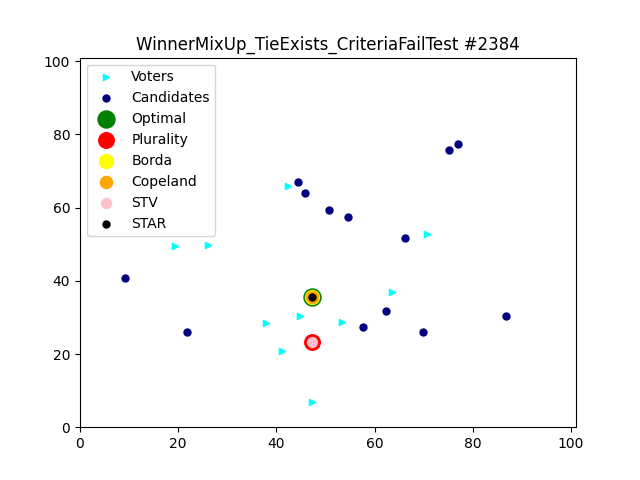 WinnerMixUp_TieExists_CriteriaFailTest #2384
100
80
60
40
20
0
Voters
Candidates
Optimal
Plurality
Borda
Copeland
STV
STAR
0 20 40 60 80 100